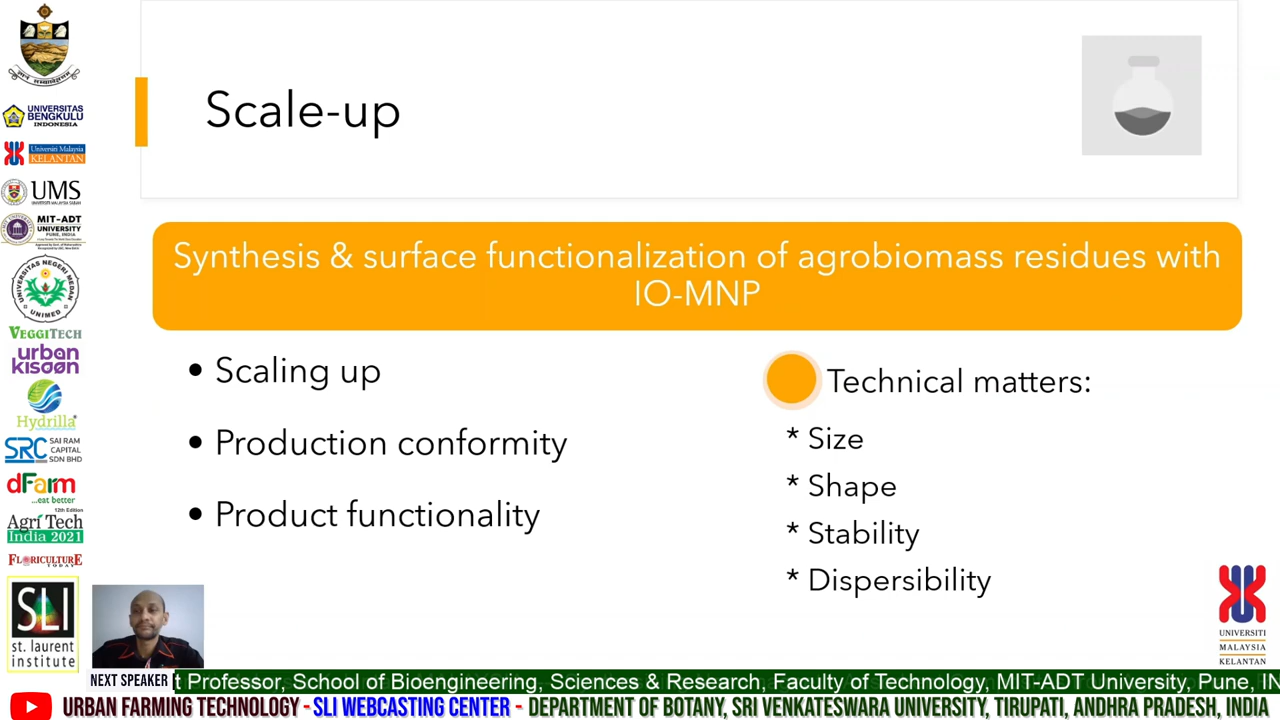 Scale-up
Synthesis & surface functionalization of agrobiomass residues with
IO-MNP
• Scaling up
• Production conformity
• Product functionality
Technical matters:
* Size
* Shape
* Stability
* Dispersibility
UNIVERSITAS
BENGKULU
INDONESIA
Universiti Malaysia
KELANTAN
UMS
UNIVERSITI MALAYSIA SABAH
MIT-ADT
UNIVERSITY
PUNE, INDIA
UNIVERSITAS NEGERI
MEDAN
UNIMED
VEGGITECH
urban
kisaan
Hydrilla
SRC
SAI RAM
CAPITAL
SDN BHD
dFarm
...eat better
12th Edition
Agri Tech
India 2021
FLORICULTURE
TODAY
SLI
st. laurent
institute
UNIVERSITI
MALAYSIA
KELANTAN
NEXT SPEAKER
t Professor, School of Bioengineering, Sciences & Research, Faculty of Technology, MIT-ADT University, Pune, IN
URBAN FARMING TECHNOLOGY - SLI WEBCASTING CENTER - DEPARTMENT OF BOTANY, SRI VENKATESWARA UNIVERSITY, TIRUPATI, ANDHRA PRADESH, INDIA